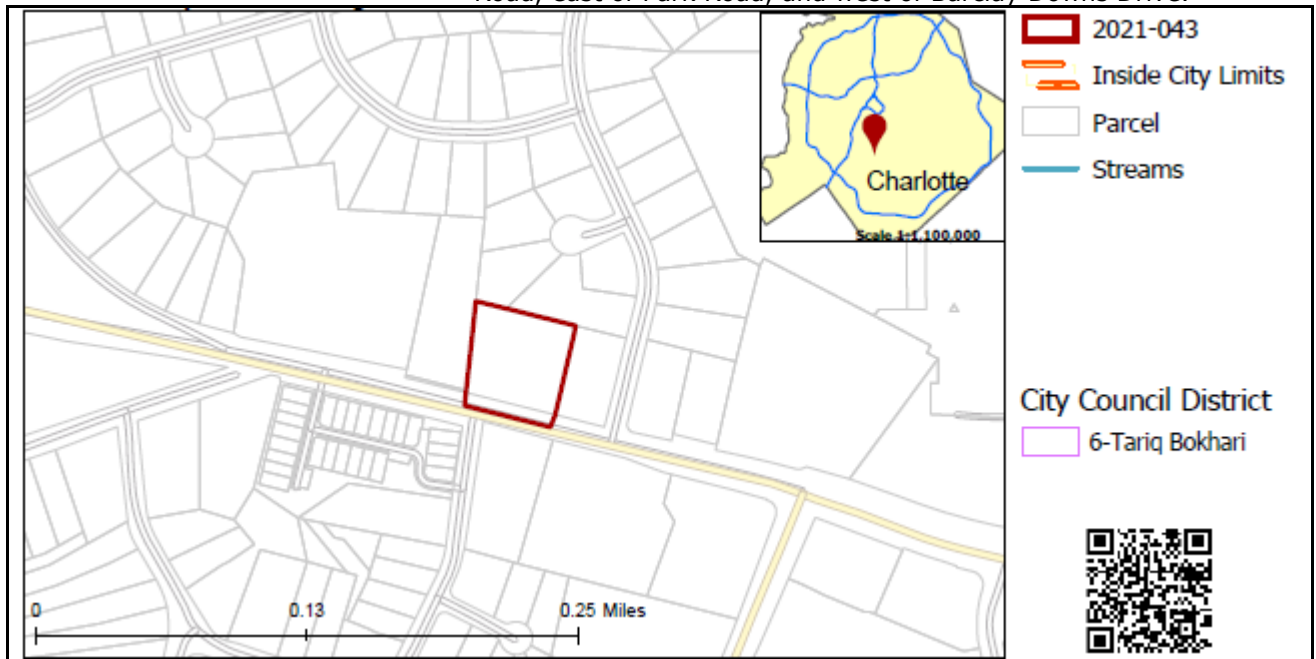 Road, east of Park Road, and west of Barclay Downs Drive.
2021-043
Inside City Limits
Parcel
Streams
Charlotte
Scale 1:1,100,000
City Council District
6-Tariq Bokhari
0 0.13 0.25 Miles